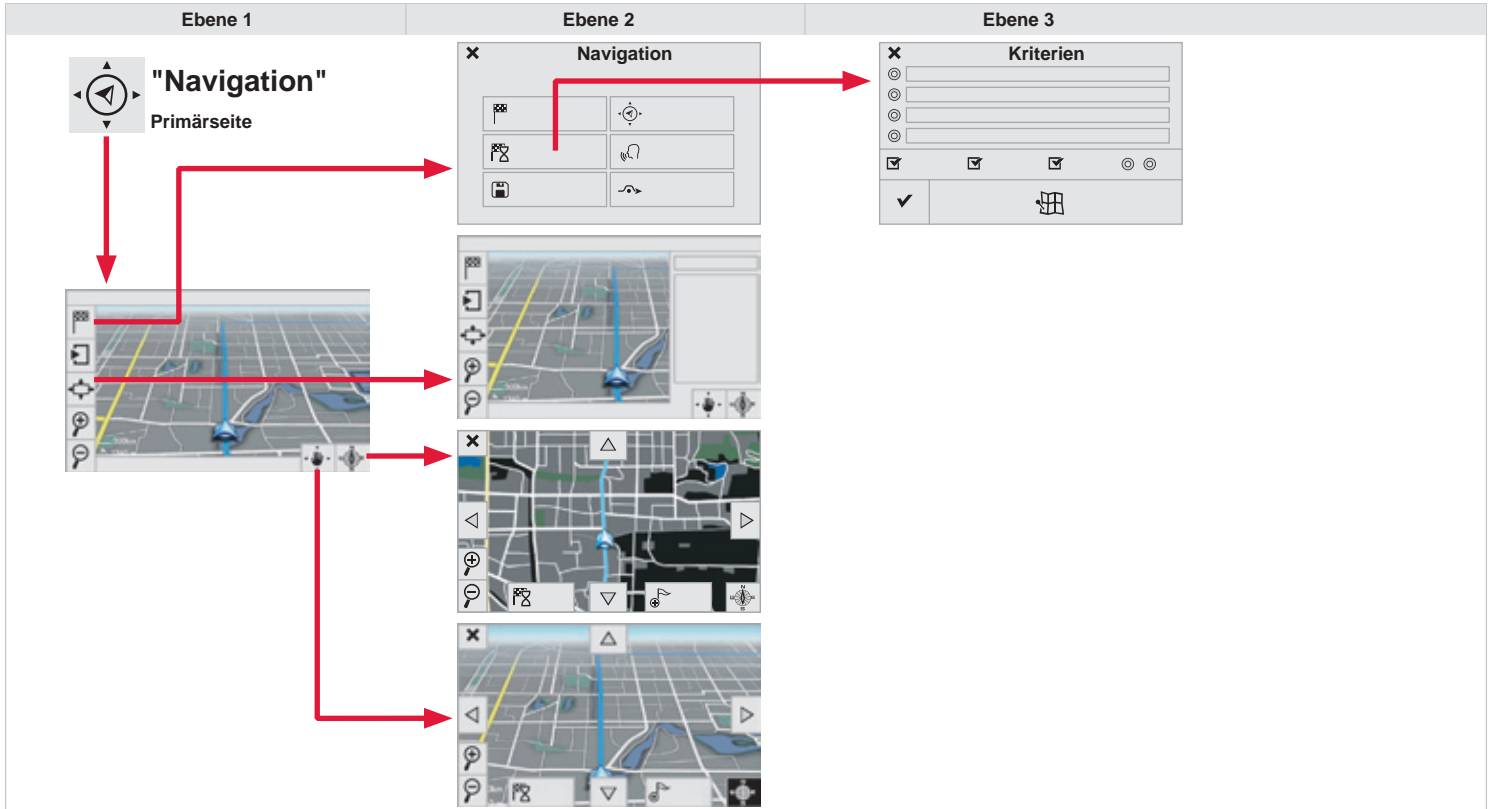 Ebene 1
Ebene 2
Ebene 3
"Navigation"
Primärseite
Navigation
Kriterien